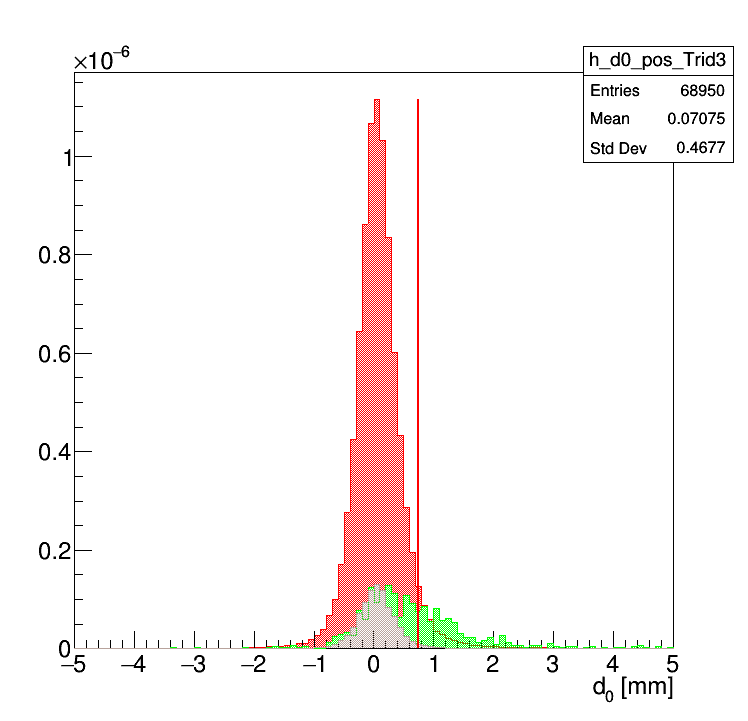 ×10⁻⁶
h_d0_pos_Trid3
Entries 68950
Mean 0.07075
Std Dev 0.4677
1
0.8
0.6
0.4
0.2
0
−5 −4 −3 −2 −1 0 1 2 3 4 5
d₀ [mm]